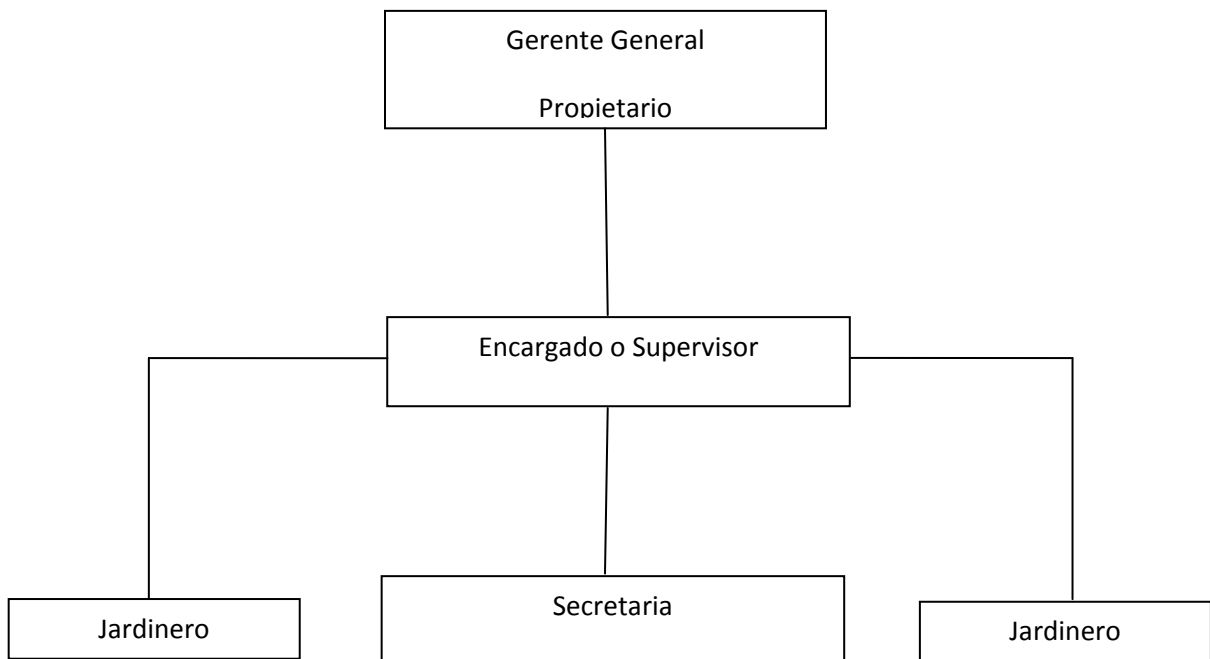 Gerente General
Propietario
Encargado o Supervisor
Jardinero
Secretaria
Jardinero